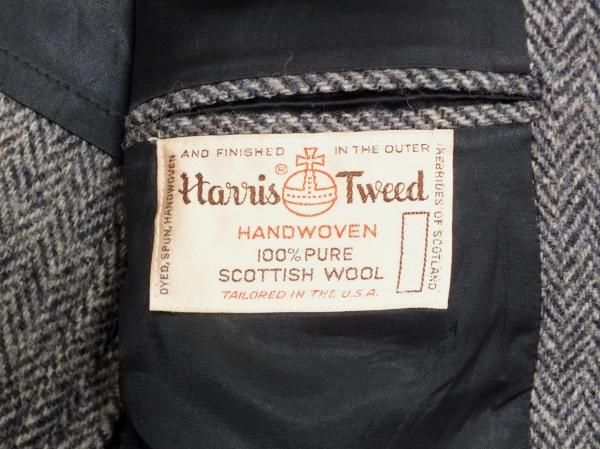 DYED, SPUN, HANDWOVEN
AND FINISHED IN THE OUTER
HEBRIDES OF SCOTLAND
Harris® Tweed
HANDWOVEN
100% PURE
SCOTTISH WOOL
TAILORED IN THE U.S.A.